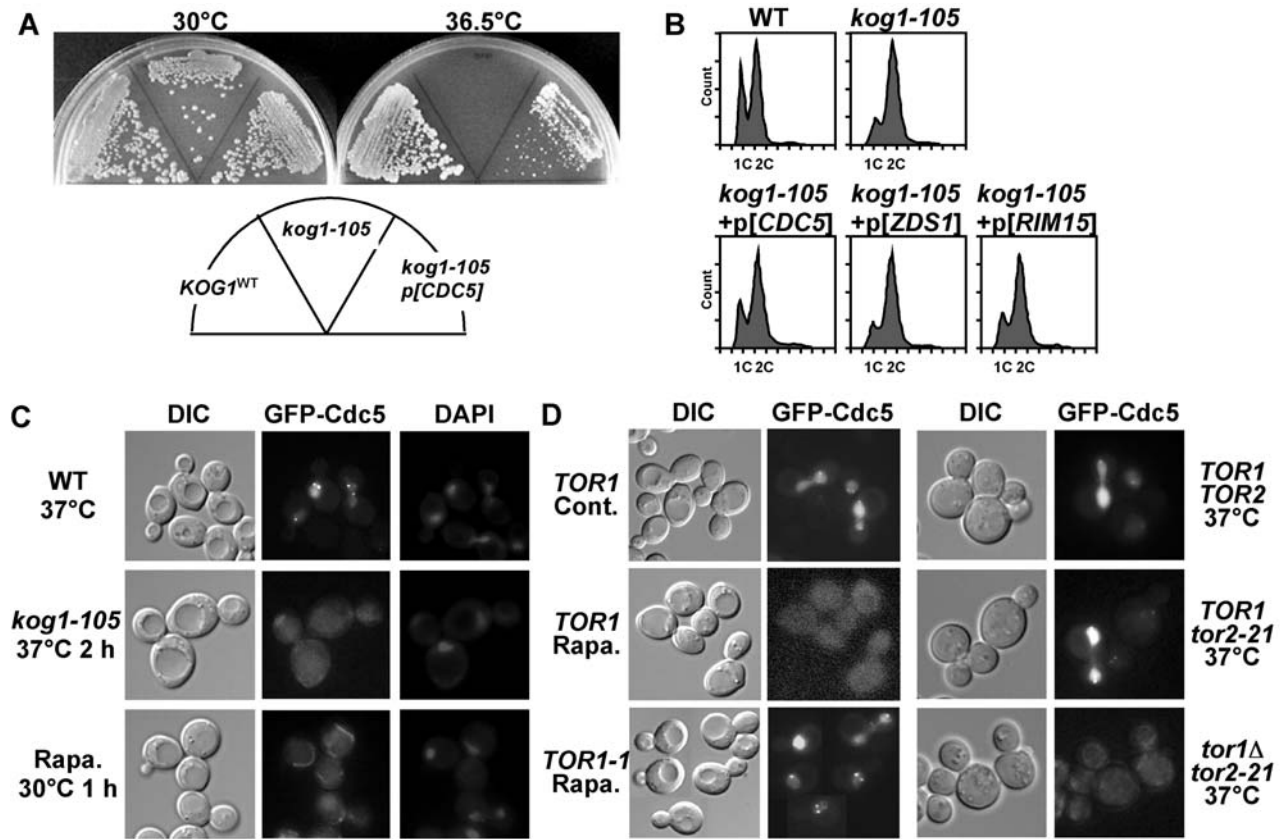 A
30°C
36.5°C
KOG1WT
kog1-105
kog1-105
p[CDC5]
B
WT
kog1-105
Count
1C 2C
1C 2C
kog1-105
+p[CDC5]
kog1-105
+p[ZDS1]
kog1-105
+p[RIM15]
Count
1C 2C
1C 2C
1C 2C
C
DIC
GFP-Cdc5
DAPI
WT
37°C
kog1-105
37°C 2 h
Rapa.
30°C 1 h
D
DIC
GFP-Cdc5
DIC
GFP-Cdc5
TOR1
Cont.
TOR1
TOR2
37°C
TOR1
Rapa.
TOR1
tor2-21
37°C
TOR1-1
Rapa.
tor1Δ
tor2-21
37°C